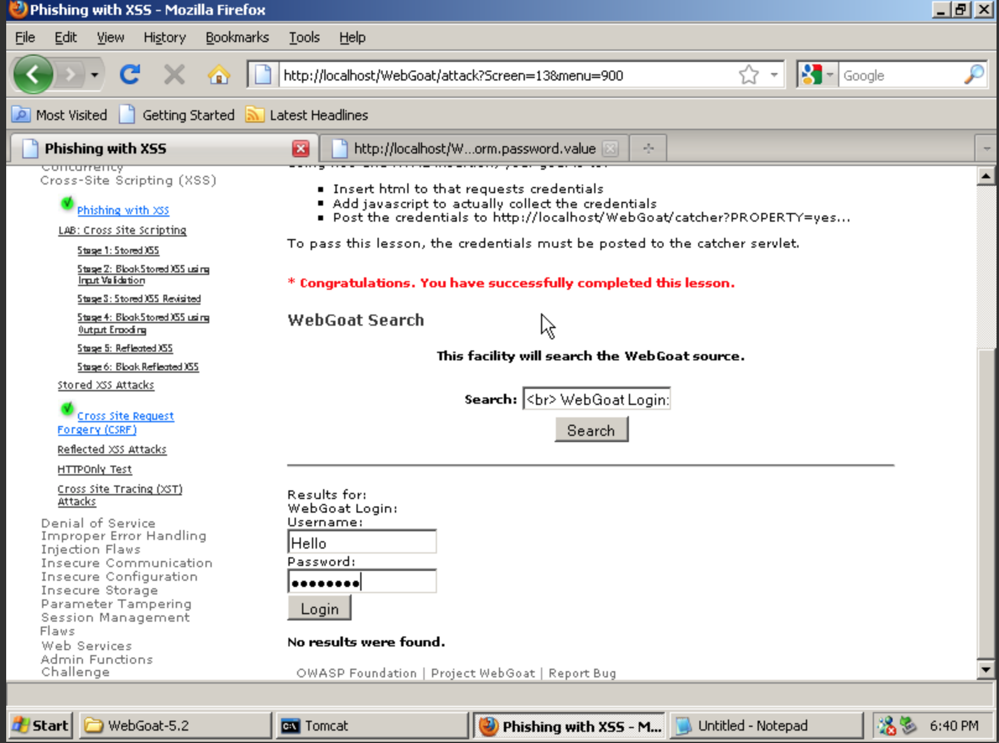 Phishing with XSS - Mozilla Firefox
File Edit View History Bookmarks Tools Help
http://localhost/WebGoat/attack?Screen=13&menu=900
Google
Most Visited Getting Started Latest Headlines
Phishing with XSS
http://localhost/W...orm.password.value
Concurrency
Cross-Site Scripting (XSS)
Phishing with XSS
LAB: Cross Site Scripting
Stage 1: Stored XSS
Stage 2: Block Stored XSS using
Input Validation
Stage 3: Stored XSS Revisited
Stage 4: Block Stored XSS using
Output Encoding
Stage 5: Reflected XSS
Stage 6: Block Reflected XSS
Stored XSS Attacks
Cross Site Request
Forgery (CSRF)
Reflected XSS Attacks
HTTPOnly Test
Cross Site Tracing (XST)
Attacks
Denial of Service
Improper Error Handling
Injection Flaws
Insecure Communication
Insecure Configuration
Insecure Storage
Parameter Tampering
Session Management
Flaws
Web Services
Admin Functions
Challenge
Insert html to that requests credentials
Add javascript to actually collect the credentials
Post the credentials to http://localhost/WebGoat/catcher?PROPERTY=yes...
To pass this lesson, the credentials must be posted to the catcher servlet.
* Congratulations. You have successfully completed this lesson.
WebGoat Search
This facility will search the WebGoat source.
Search: <br> WebGoat Login:
Search
Results for:
WebGoat Login:
Username:
Hello
Password:
••••••••
Login
No results were found.
OWASP Foundation | Project WebGoat | Report Bug
Start WebGoat-5.2 Tomcat Phishing with XSS - M... Untitled - Notepad 6:40 PM